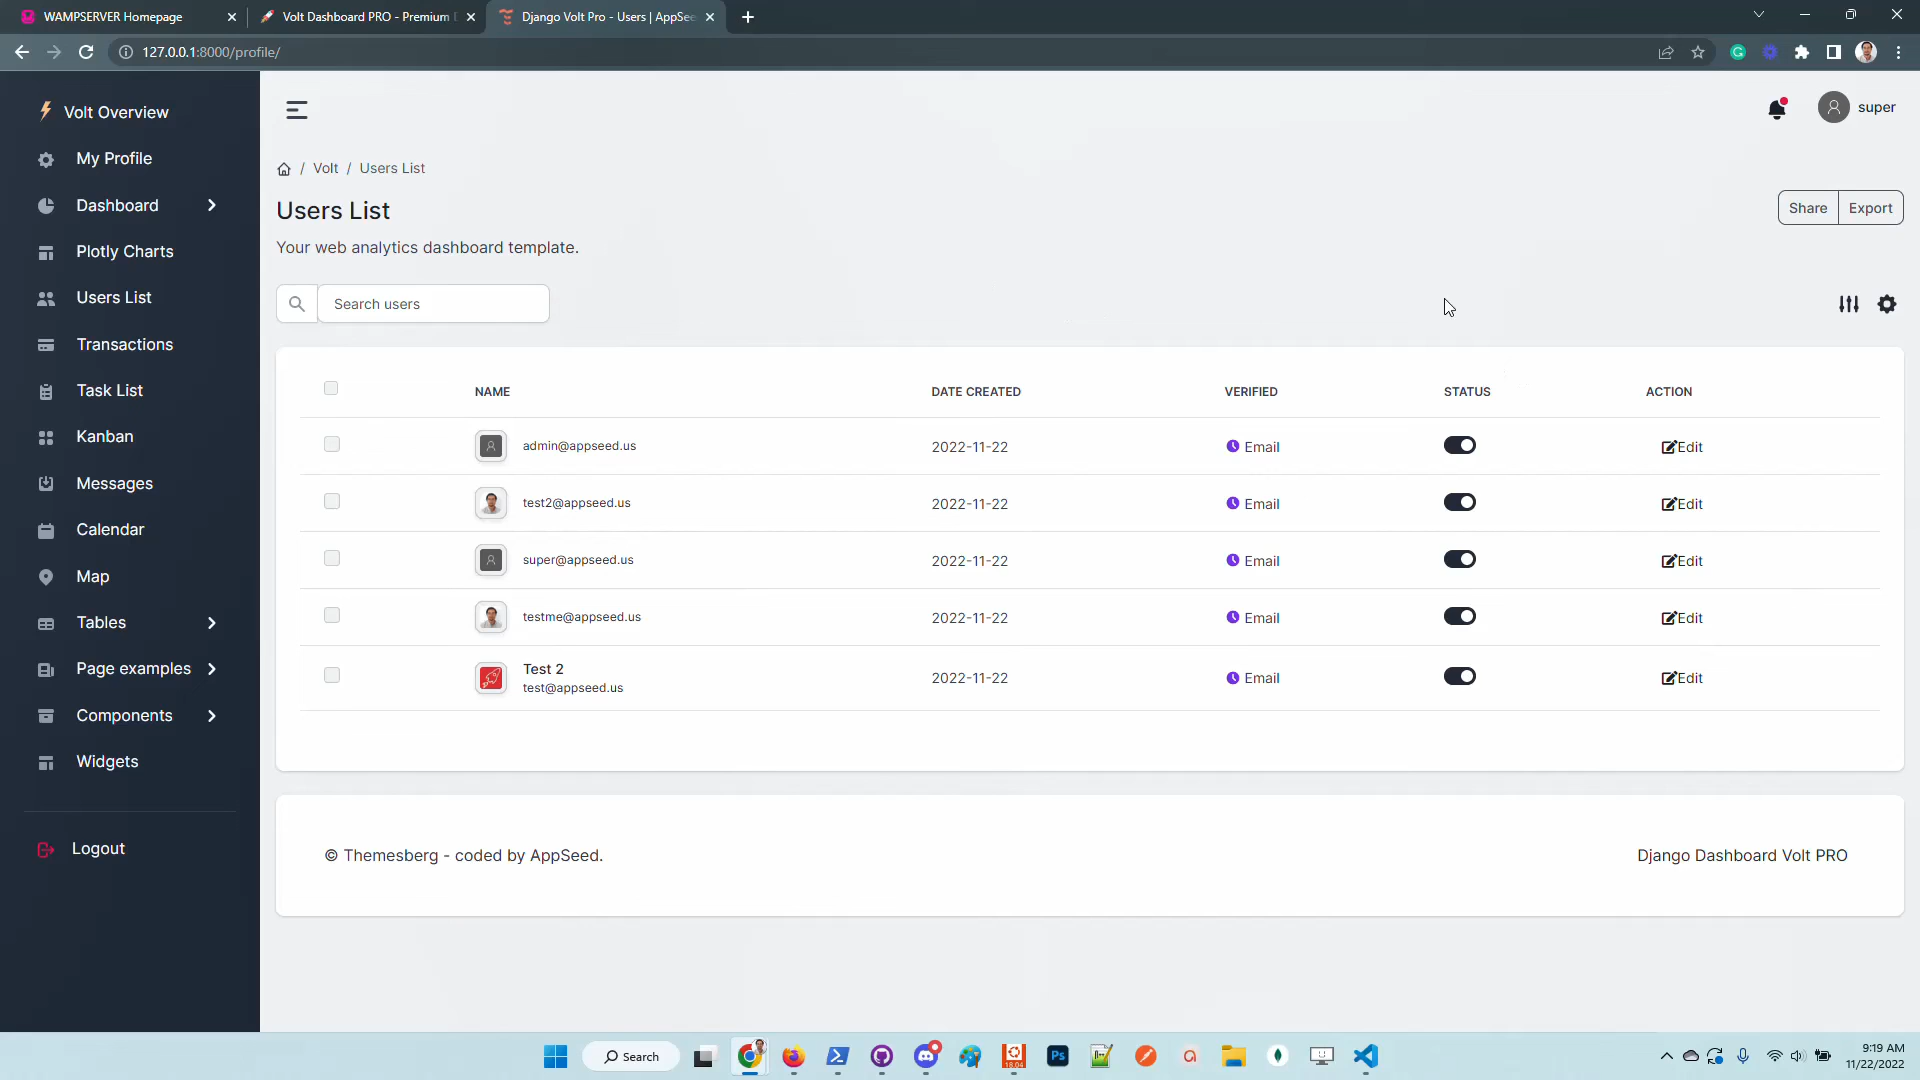 WAMPSERVER Homepage
Volt Dashboard PRO - Premium
Django Volt Pro - Users | AppSee
127.0.0.1:8000/profile/
Volt Overview
My Profile
Dashboard
Plotly Charts
Users List
Transactions
Task List
Kanban
Messages
Calendar
Map
Tables
Page examples
Components
Widgets
Logout
super
/ Volt / Users List
Users List
Share
Export
Your web analytics dashboard template.
Search users
NAME DATE CREATED VERIFIED STATUS ACTION
admin@appseed.us 2022-11-22 Email Edit
test2@appseed.us 2022-11-22 Email Edit
super@appseed.us 2022-11-22 Email Edit
testme@appseed.us 2022-11-22 Email Edit
Test 2
test@appseed.us 2022-11-22 Email Edit
© Themesberg - coded by AppSeed.
Django Dashboard Volt PRO
Search
Ps
18.04
9:19 AM
11/22/2022